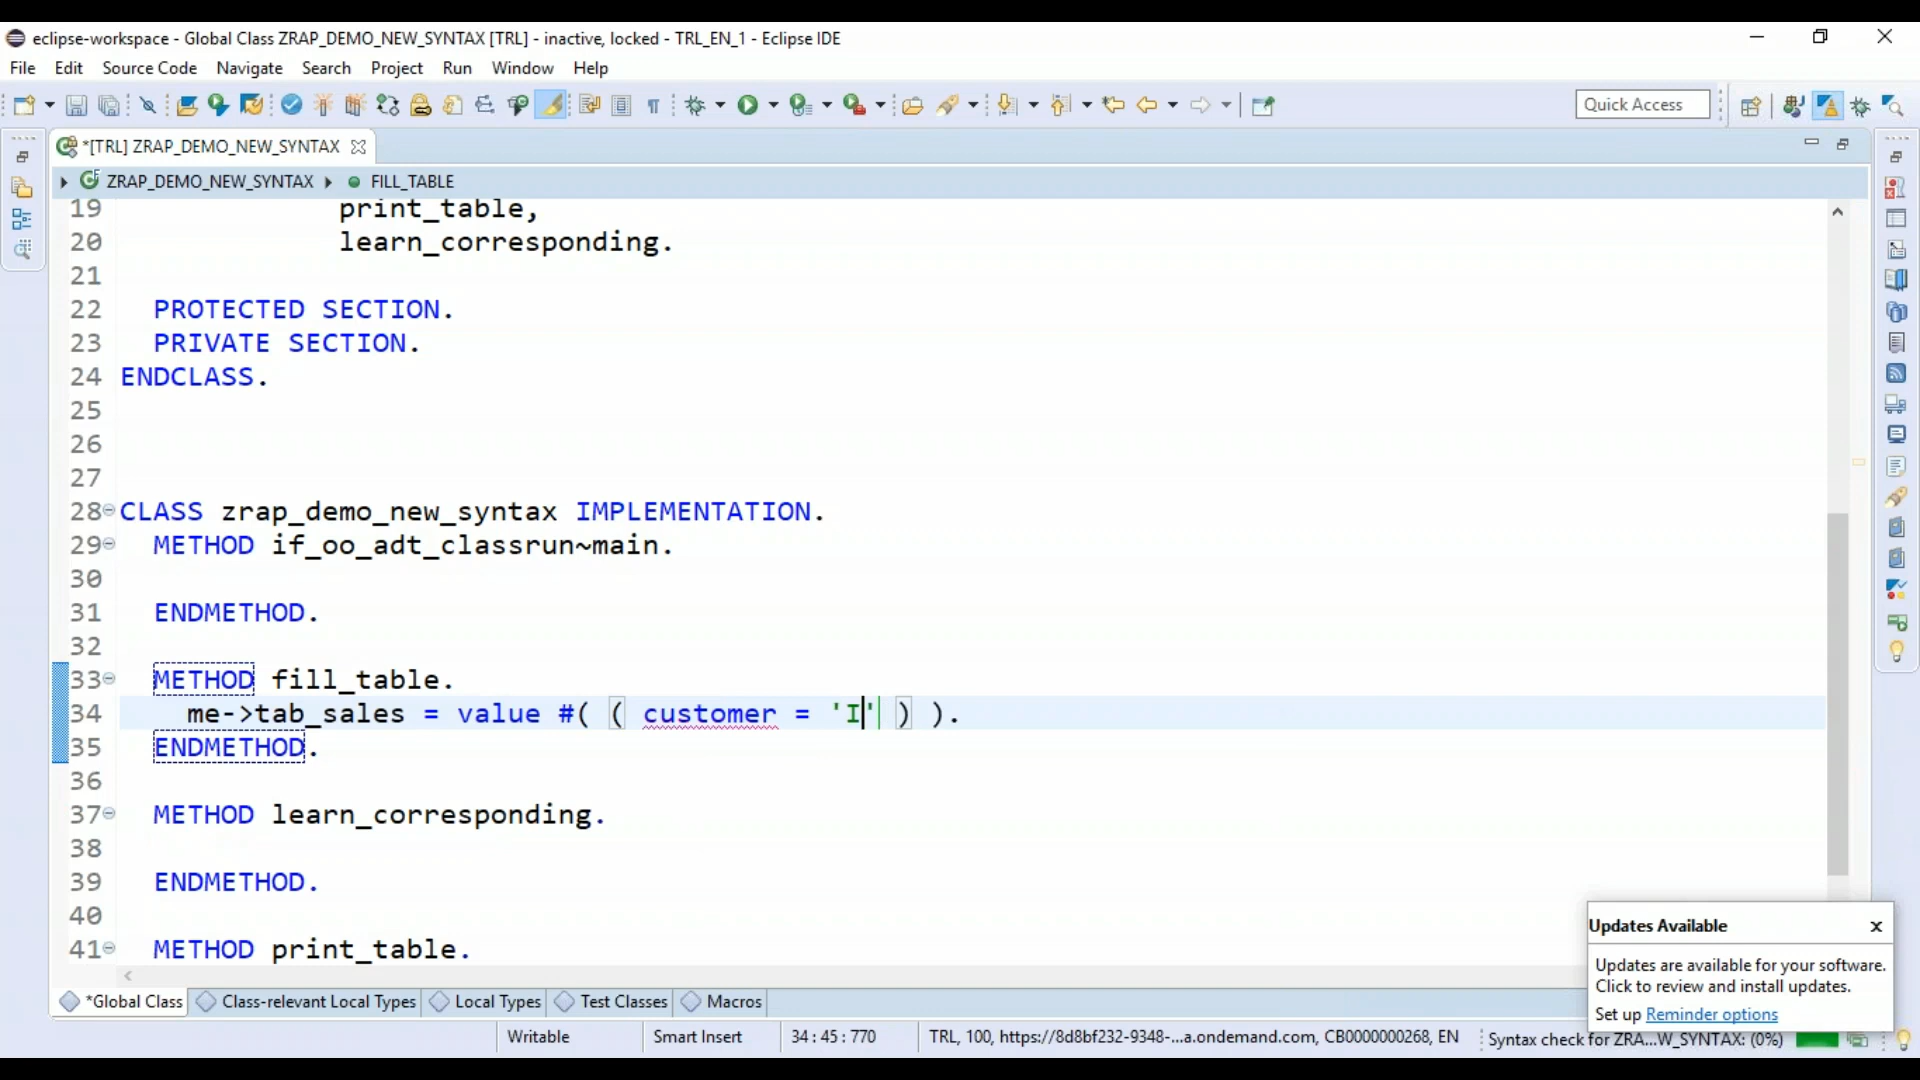 eclipse-workspace - Global Class ZRAP_DEMO_NEW_SYNTAX [TRL] - inactive, locked - TRL_EN_1 - Eclipse IDE
File Edit Source Code Navigate Search Project Run Window Help
Quick Access
*[TRL] ZRAP_DEMO_NEW_SYNTAX
ZRAP_DEMO_NEW_SYNTAX FILL_TABLE
19 print_table,
20 learn_corresponding.
21
22 PROTECTED SECTION.
23 PRIVATE SECTION.
24 ENDCLASS.
25
26
27
28 CLASS zrap_demo_new_syntax IMPLEMENTATION.
29 METHOD if_oo_adt_classrun~main.
30
31 ENDMETHOD.
32
33 METHOD fill_table.
34 me->tab_sales = value #( ( customer = 'I' ) ).
35 ENDMETHOD.
36
37 METHOD learn_corresponding.
38
39 ENDMETHOD.
40
41 METHOD print_table.
Updates Available x
Updates are available for your software.
Click to review and install updates.
Set up Reminder options
*Global Class Class-relevant Local Types Local Types Test Classes Macros
Writable Smart Insert 34 : 45 : 770 TRL, 100, https://8d8bf232-9348-...a.ondemand.com, CB0000000268, EN Syntax check for ZRA...W_SYNTAX: (0%)